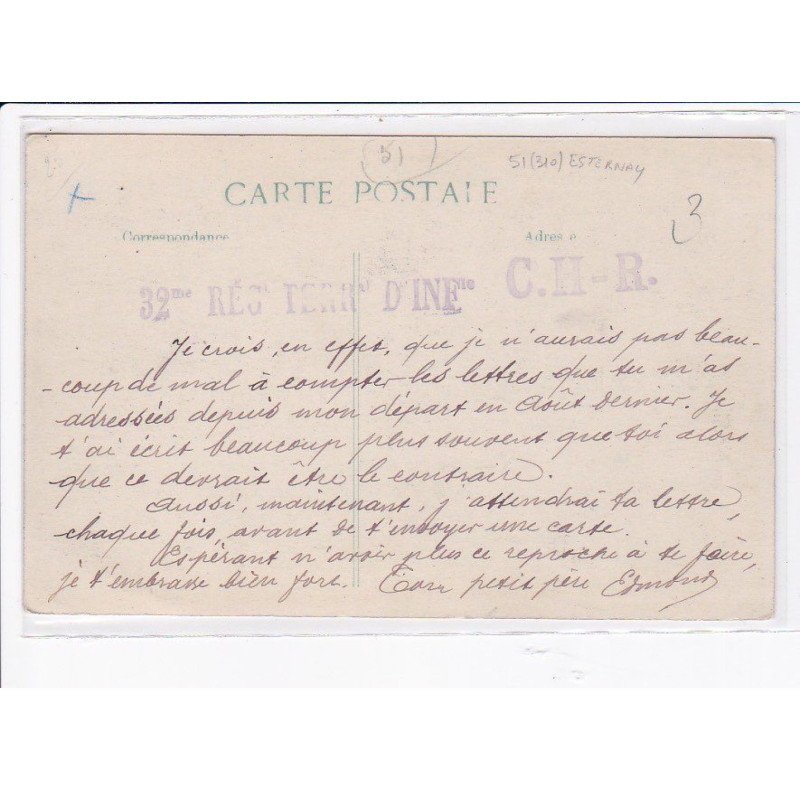 51
51 (310) ESTERNAY
CARTE POSTALE
3
Correspondance
Adresse
32me RÉGt TERRal D'INFie C.H-R.
Je crois, en effet, que je n'aurais pas beau-
-coup de mal à compter les lettres que tu m'as
adressées depuis mon départ en Août dernier. Je
t'ai écrit beaucoup plus souvent que toi alors
que ce devrait être le contraire.
Aussi, maintenant, j'attendrai ta lettre,
chaque fois, avant de t'envoyer une carte.
Espérant n'avoir plus ce reproche à te faire,
je t'embrasse bien fort. Ton petit père Edmond